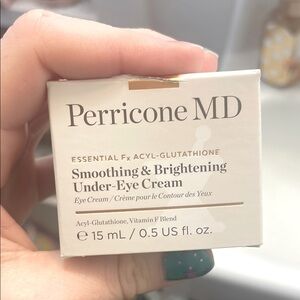 Perricone MD
ESSENTIAL Fx ACYL-GLUTATHIONE
Smoothing & Brightening
Under-Eye Cream
Eye Cream / Crème pour le Contour des Yeux
Acyl-Glutathione, Vitamin F Blend
℮ 15 mL / 0.5 US fl. oz.